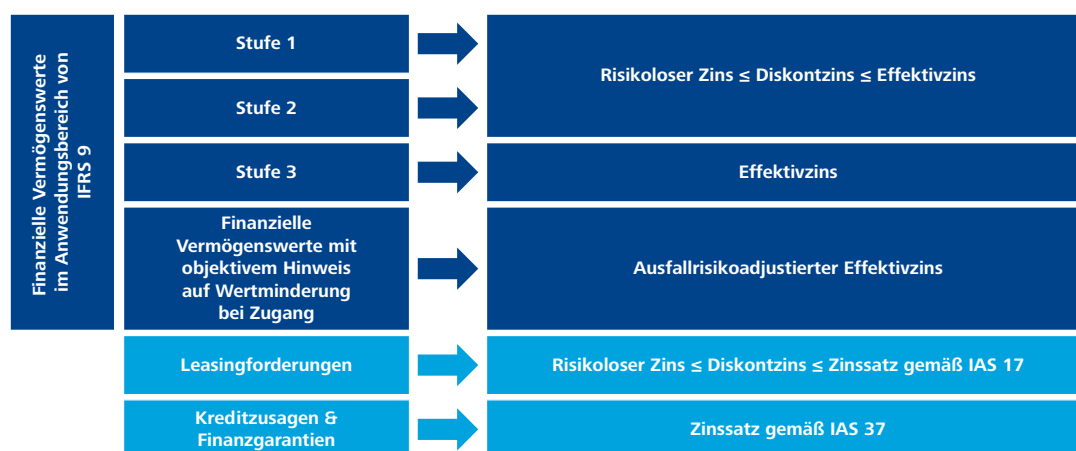 Finanzielle Vermögenswerte
im Anwendungsbereich von
IFRS 9
Stufe 1
Stufe 2
Risikoloser Zins ≤ Diskontzins ≤ Effektivzins
Stufe 3
Effektivzins
Finanzielle
Vermögenswerte mit
objektivem Hinweis
auf Wertminderung
bei Zugang
Ausfallrisikoadjustierter Effektivzins
Leasingforderungen
Risikoloser Zins ≤ Diskontzins ≤ Zinssatz gemäß IAS 17
Kreditzusagen &
Finanzgarantien
Zinssatz gemäß IAS 37